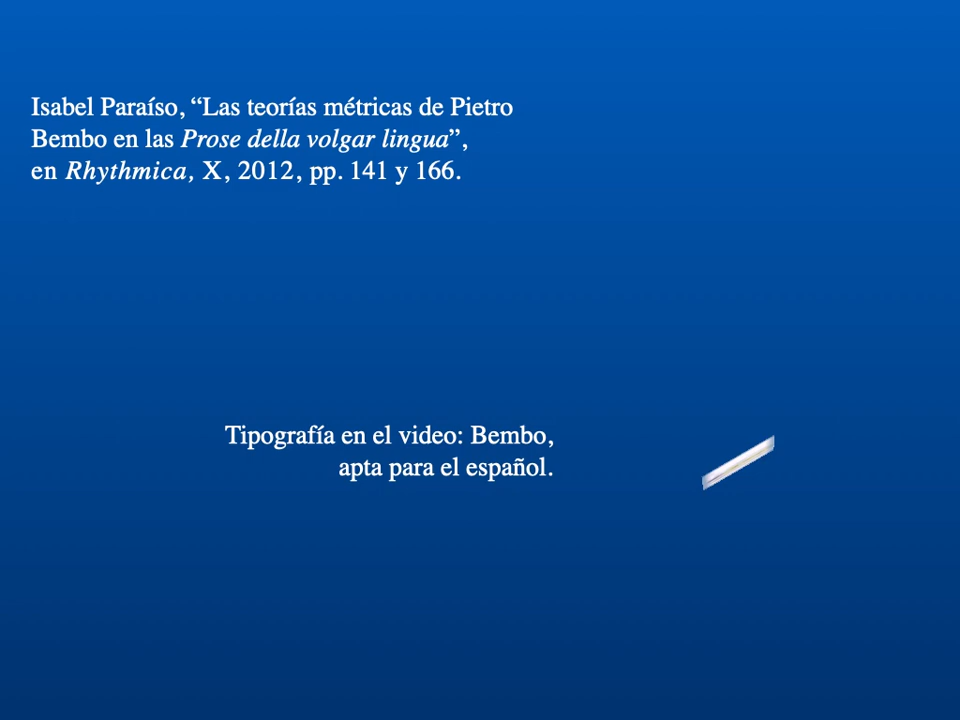 Isabel Paraíso, “Las teorías métricas de Pietro
Bembo en las Prose della volgar lingua”,
en Rhythmica, X, 2012, pp. 141 y 166.
Tipografía en el video: Bembo,
apta para el español.